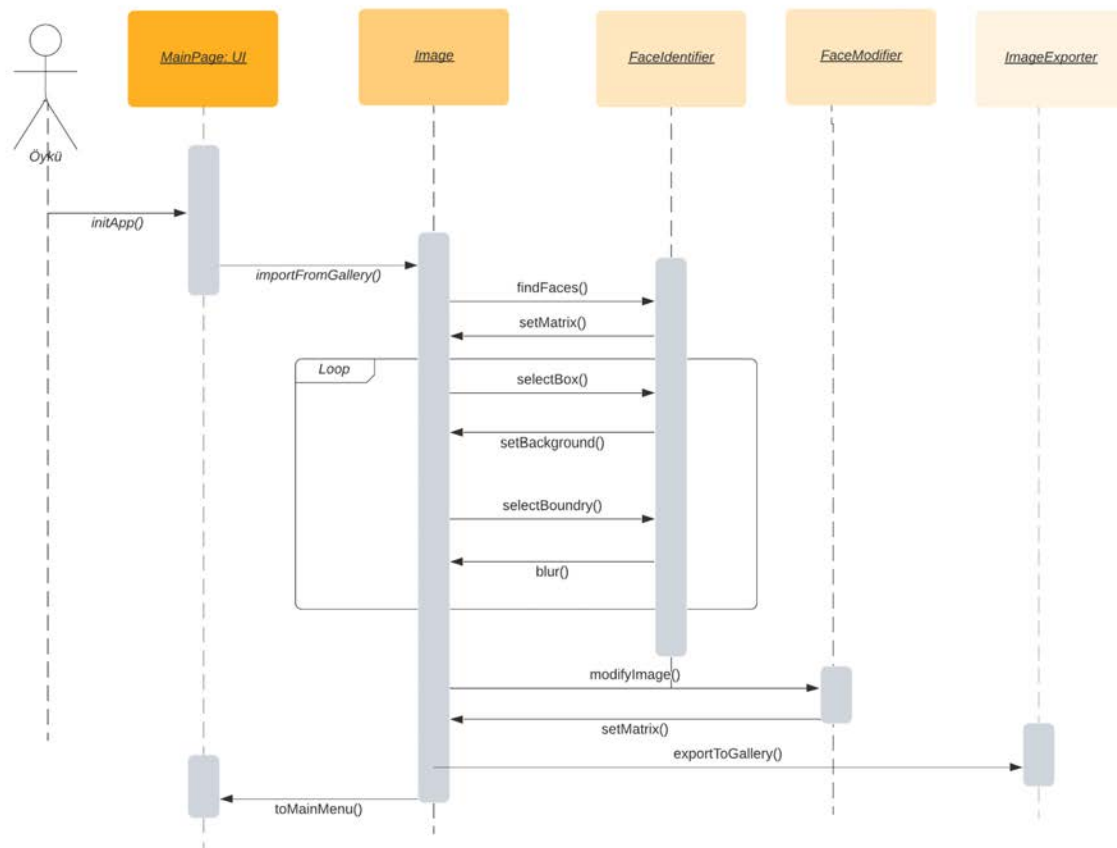 MainPage: UI
Image
FaceIdentifier
FaceModifier
ImageExporter
Öykü
initApp()
importFromGallery()
findFaces()
setMatrix()
Loop
selectBox()
setBackground()
selectBoundry()
blur()
modifyImage()
setMatrix()
exportToGallery()
toMainMenu()